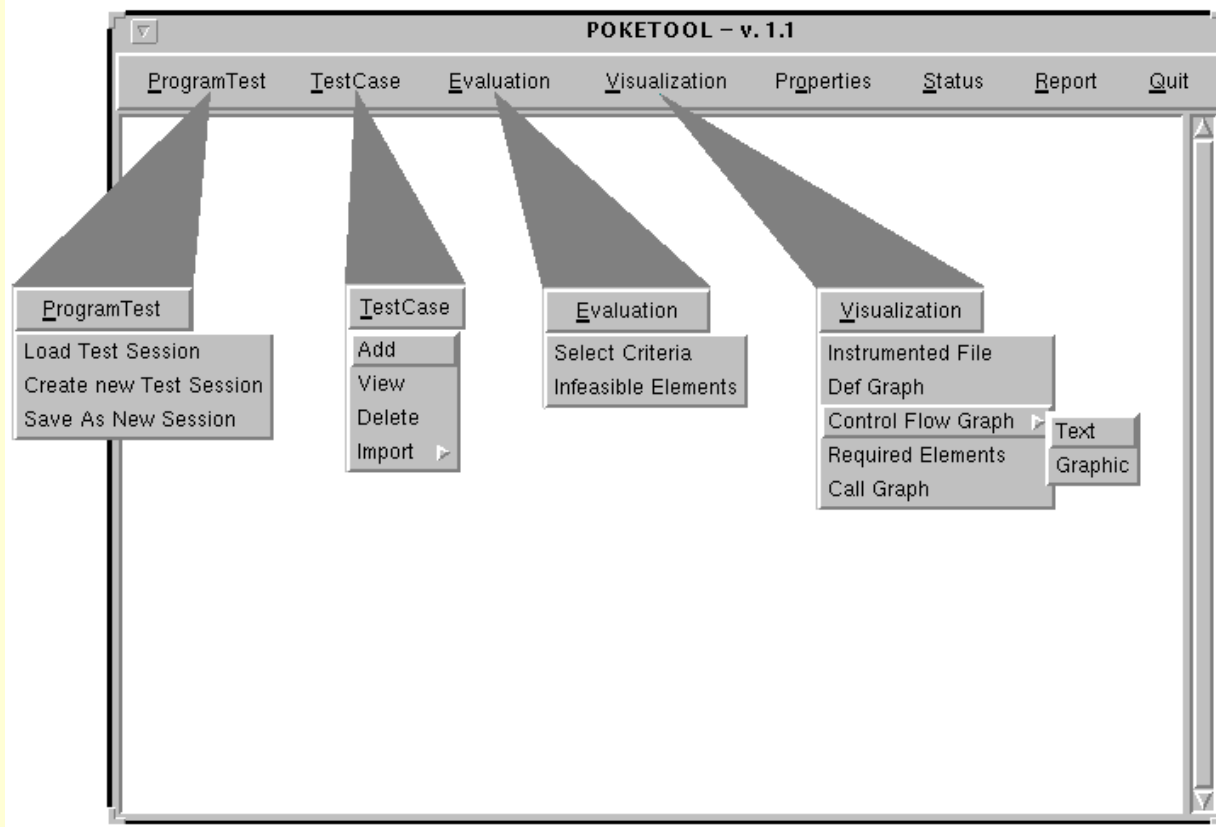 POKETOOL – v. 1.1
ProgramTest TestCase Evaluation Visualization Properties Status Report Quit
ProgramTest
Load Test Session
Create new Test Session
Save As New Session
TestCase
Add
View
Delete
Import
Evaluation
Select Criteria
Infeasible Elements
Visualization
Instrumented File
Def Graph
Control Flow Graph
Required Elements
Call Graph
Text
Graphic